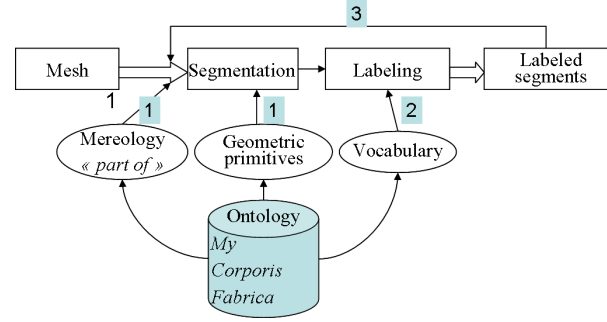 3
Mesh
Segmentation
Labeling
Labeled
segments
1
1
1
2
Mereology
« part of »
Geometric
primitives
Vocabulary
Ontology
My
Corporis
Fabrica